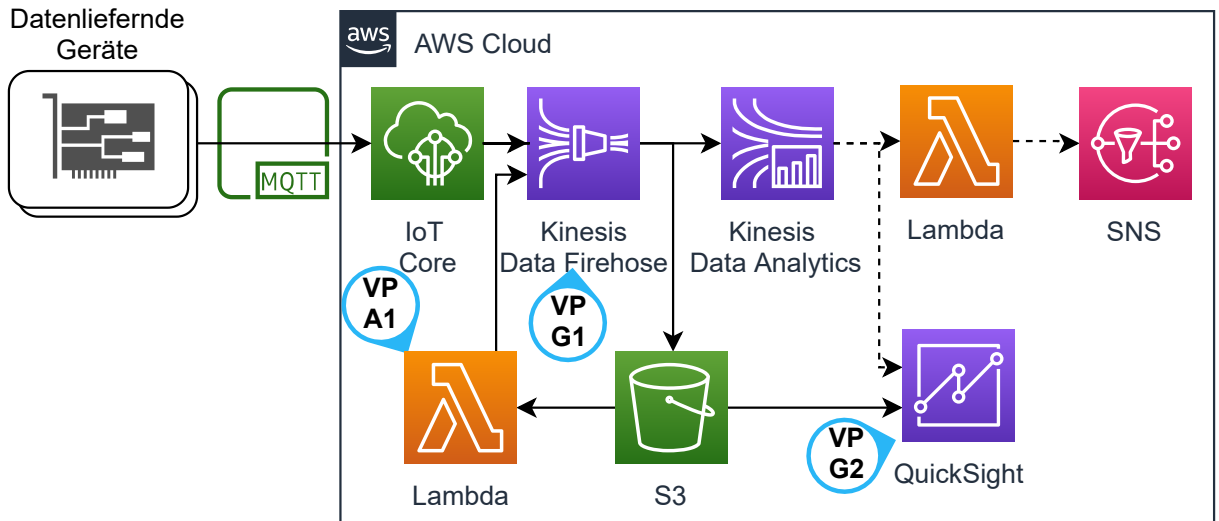 Datenliefernde
Geräte
aws
AWS Cloud
MQTT
IoT
Core
Kinesis
Data Firehose
Kinesis
Data Analytics
Lambda
SNS
VP
A1
VP
G1
VP
G2
Lambda
S3
QuickSight